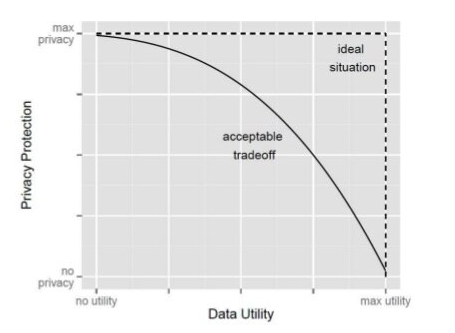 max
privacy
ideal
situation
Privacy Protection
acceptable
tradeoff
no
privacy
no utility
max utility
Data Utility